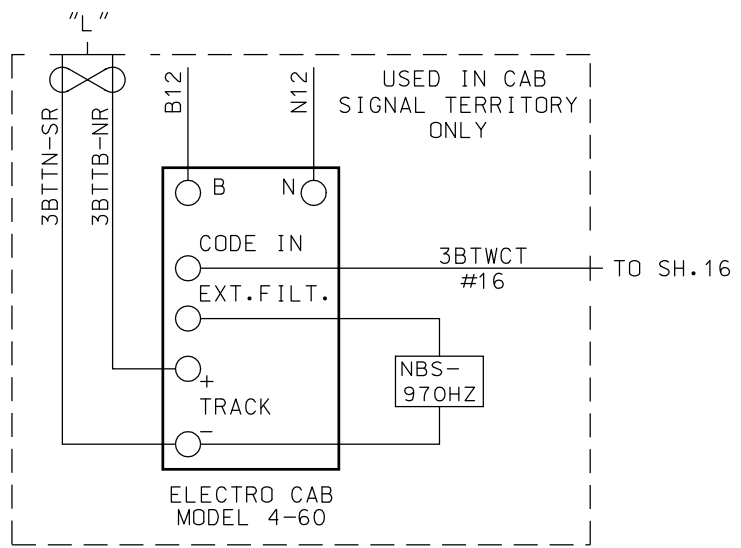 "L"
USED IN CAB
SIGNAL TERRITORY
ONLY
3BTTN-SR
3BTTB-NR
B12
N12
B
N
CODE IN
3BTWCT
#16
TO SH.16
EXT.FILT.
NBS-
970HZ
+
TRACK
-
ELECTRO CAB
MODEL 4-60